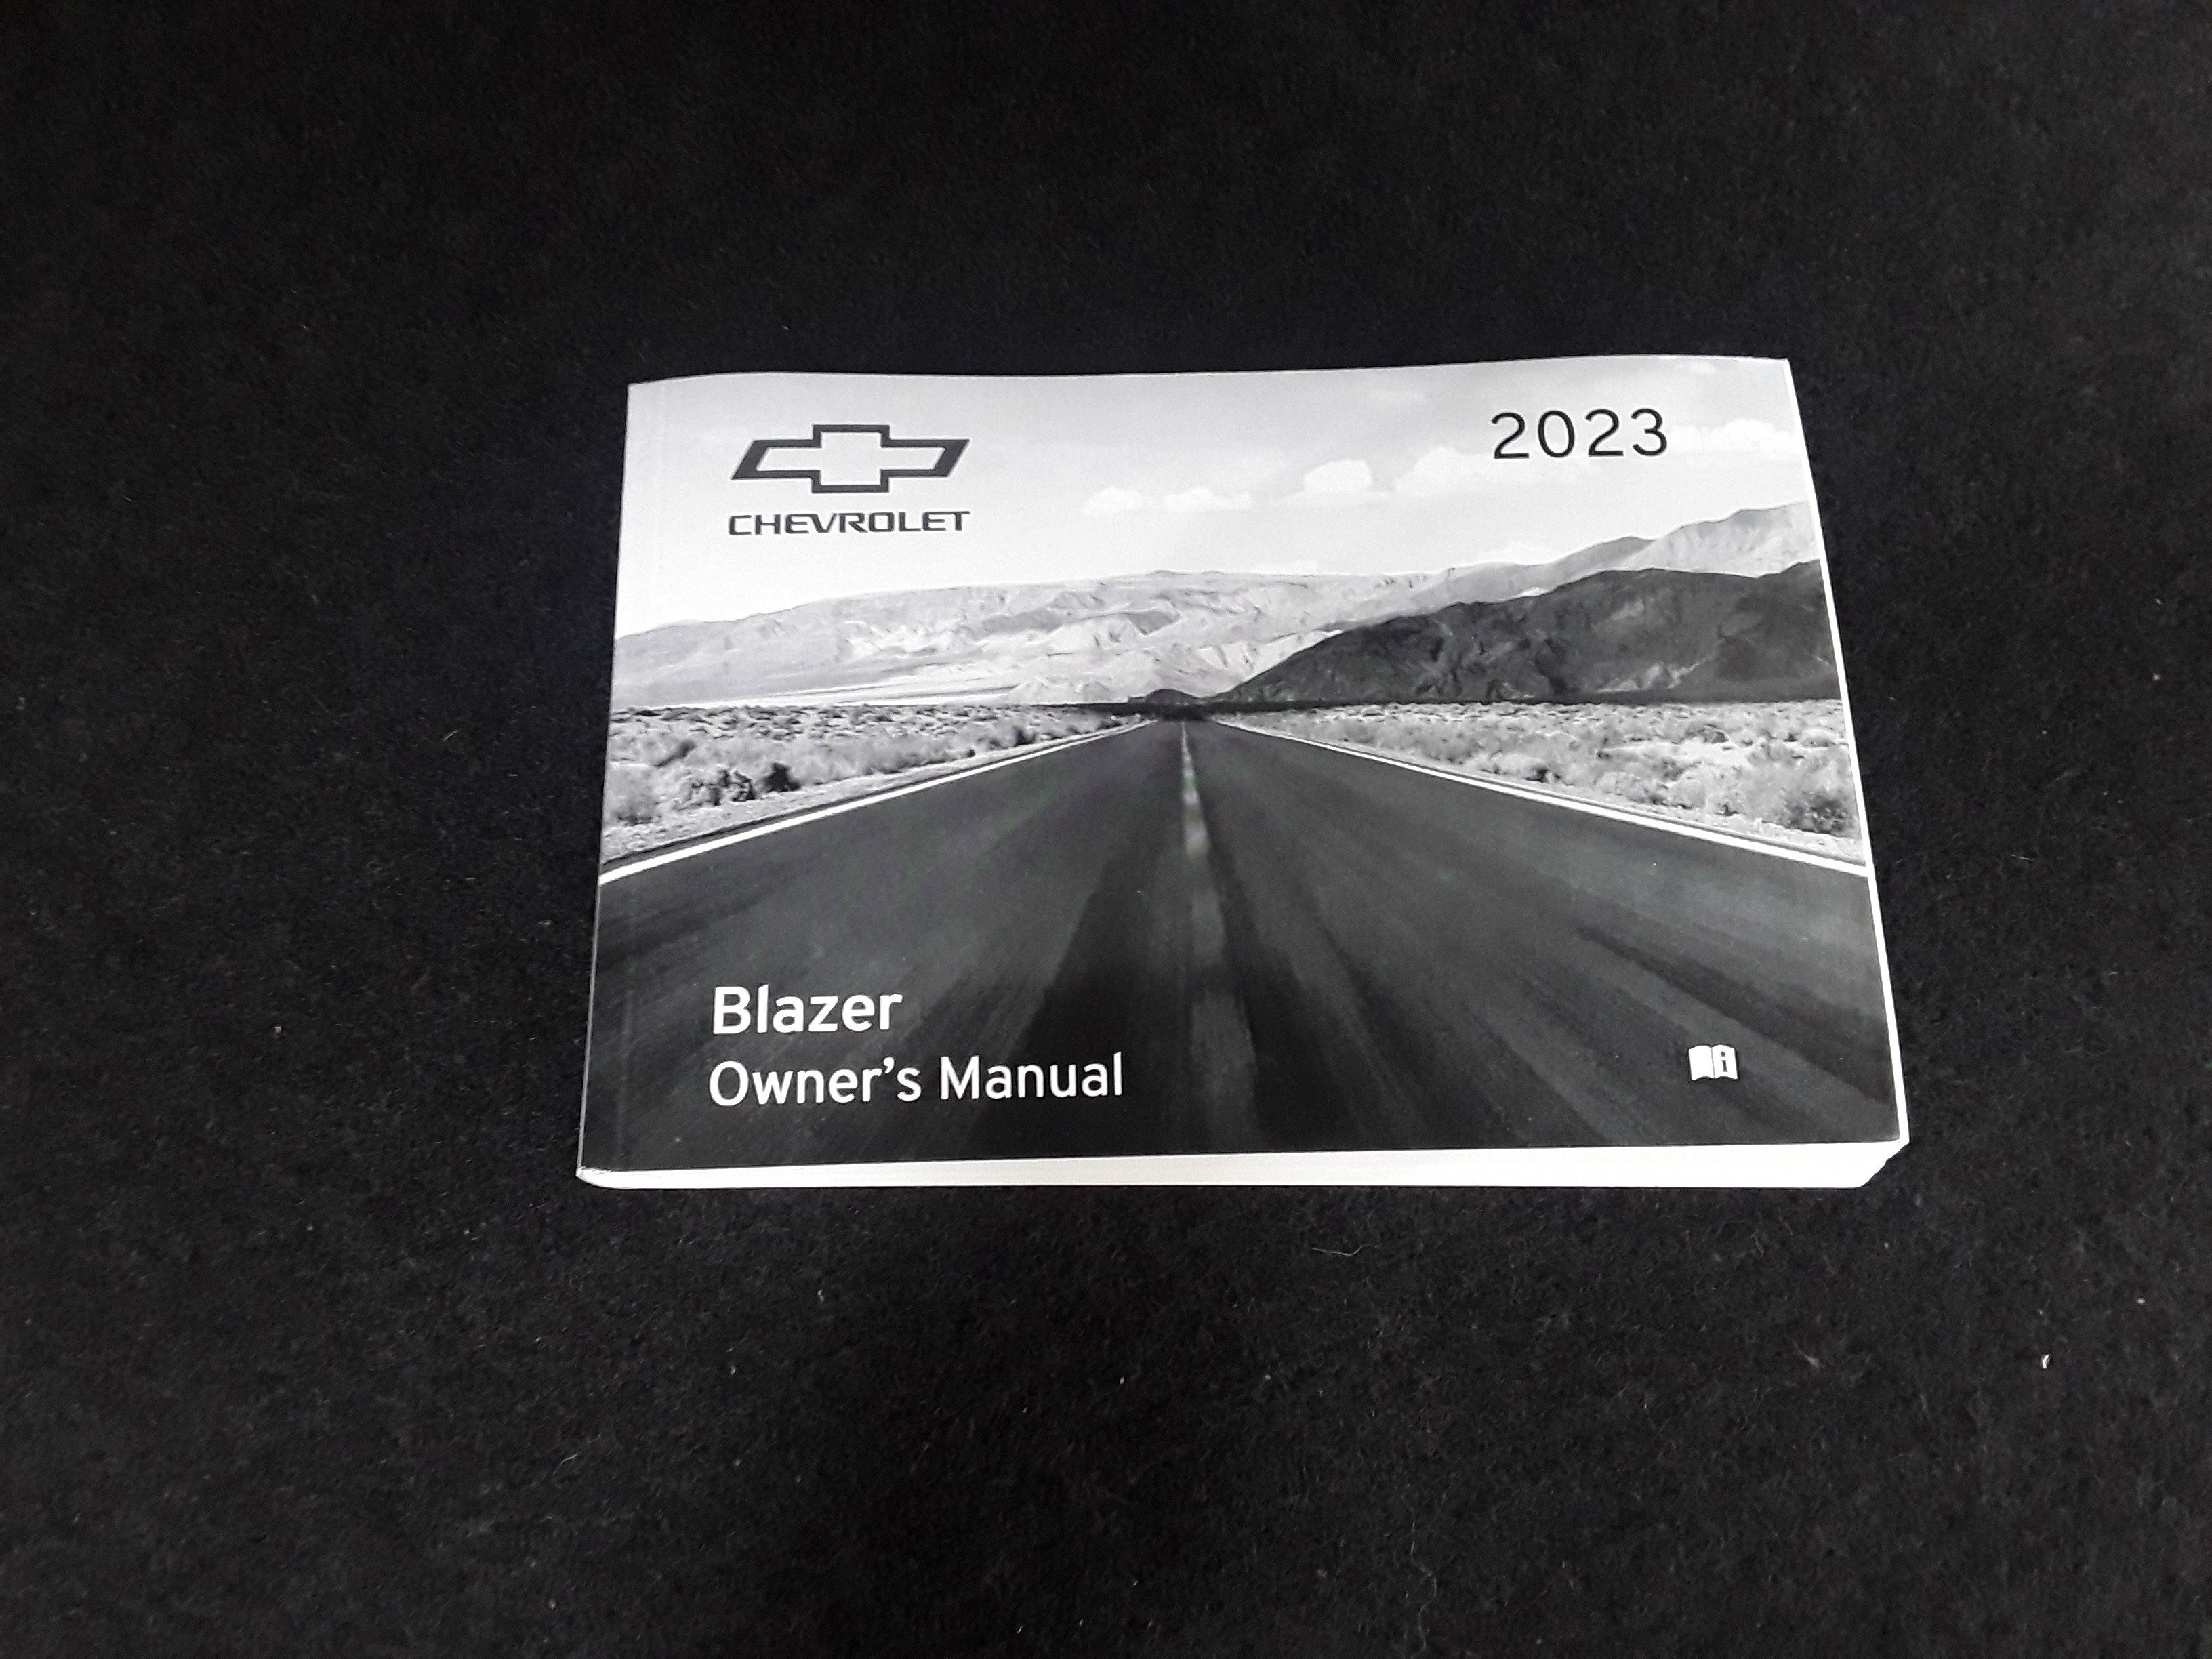 2023
CHEVROLET
Blazer
Owner’s Manual
i